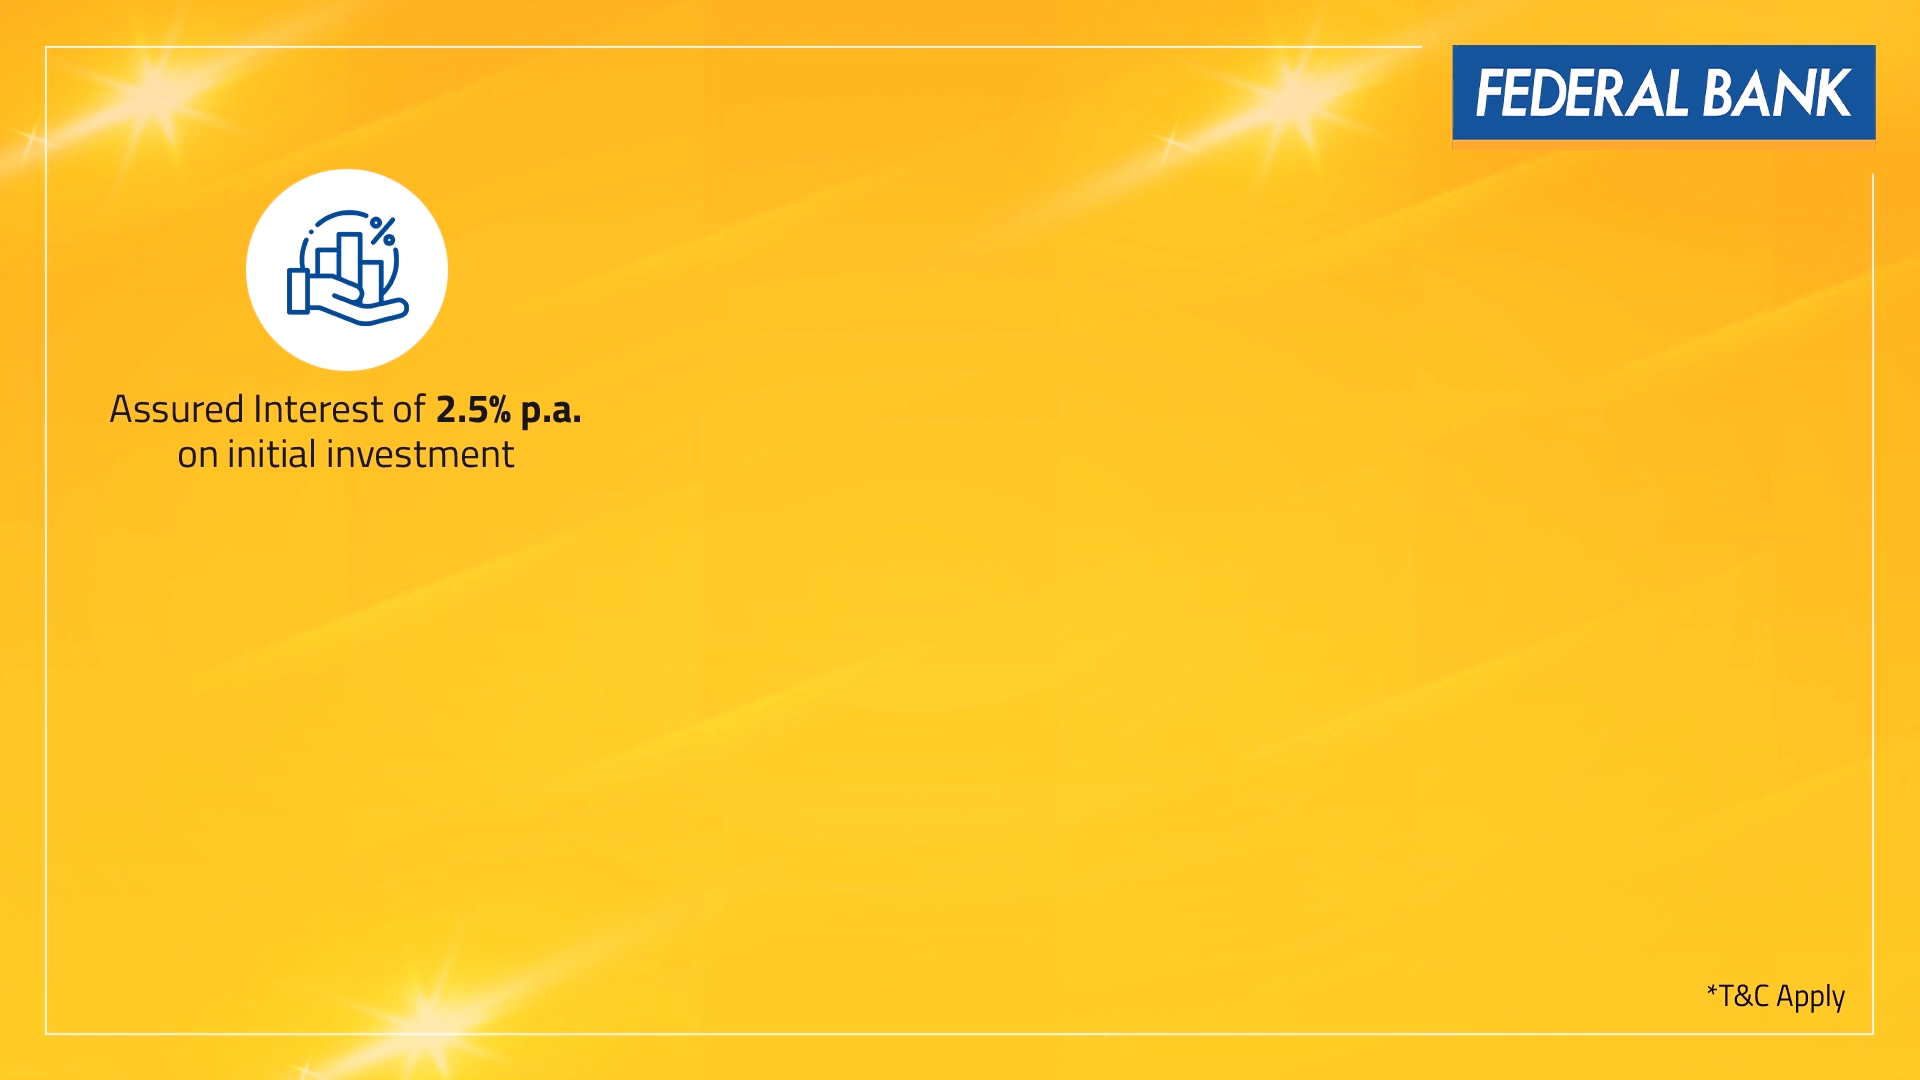 FEDERAL BANK
%
Assured Interest of 2.5% p.a.
on initial investment
*T&C Apply